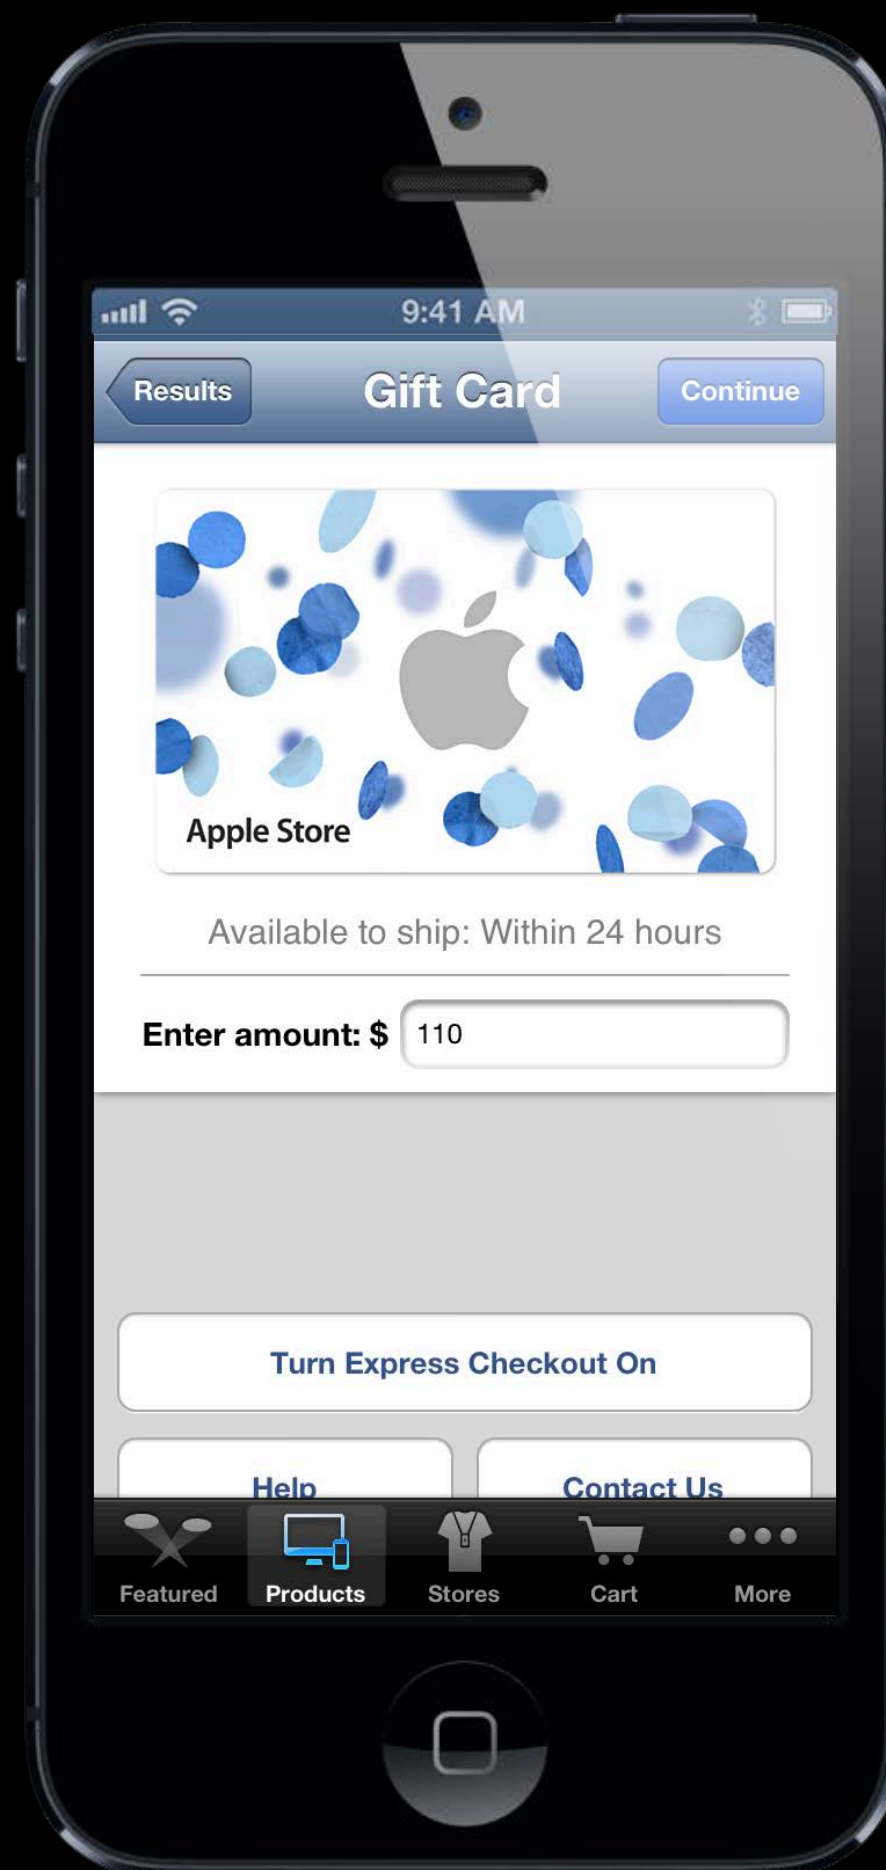 9:41 AM
Results
Gift Card
Continue
Apple Store
Available to ship: Within 24 hours
Enter amount: $ 110
Turn Express Checkout On
Help
Contact Us
Featured
Products
Stores
Cart
More